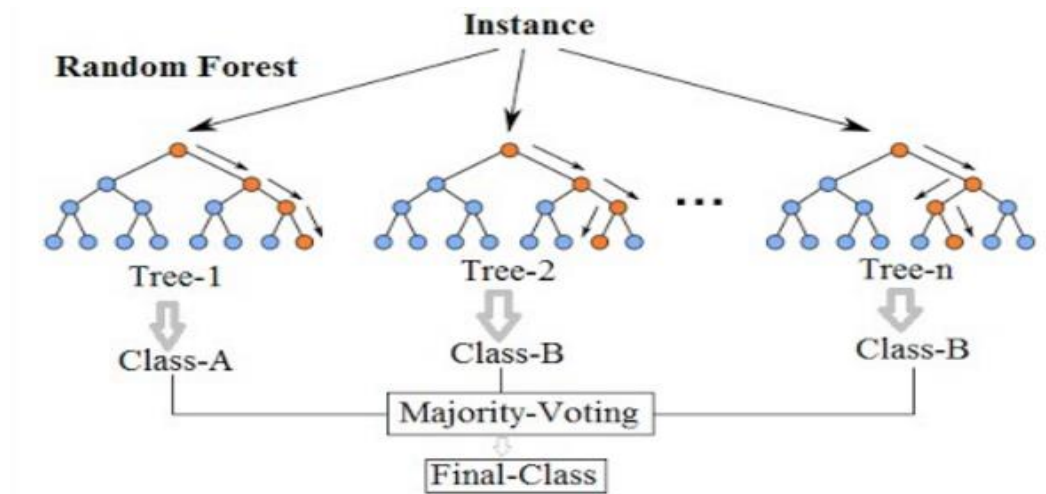 Instance
Random Forest
...
Tree-1
Tree-2
Tree-n
Class-A
Class-B
Class-B
Majority-Voting
Final-Class